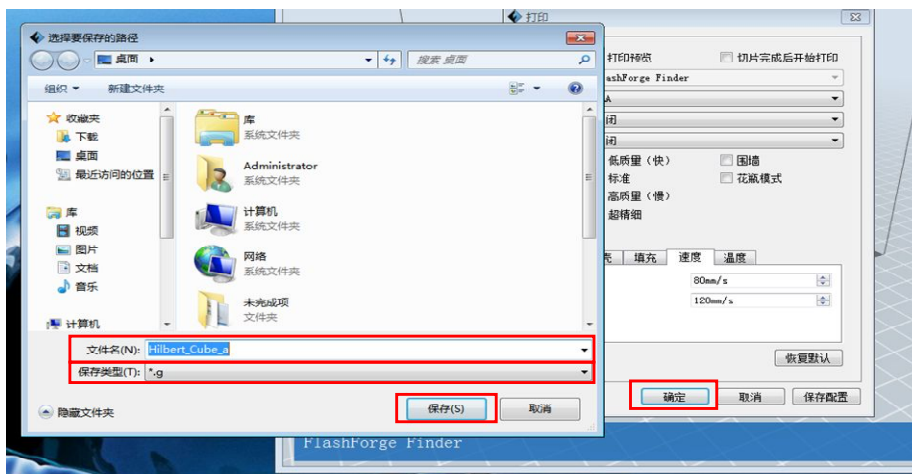 选择要保存的路径
桌面
搜索 桌面
组织
新建文件夹
收藏夹
下载
桌面
最近访问的位置
库
视频
图片
文档
音乐
计算机
库
系统文件夹
Administrator
系统文件夹
计算机
系统文件夹
网络
系统文件夹
未完成项
文件夹
文件名(N): Hilbert_Cube_a
保存类型(T): *.g
隐藏文件夹
保存(S)
取消
打印
打印预览
切片完成后开始打印
ashForge Finder
A
闭
闭
低质量（快）
围墙
标准
花瓶模式
高质量（慢）
超精细
壳
填充
速度
温度
80mm/s
120mm/s
恢复默认
确定
取消
保存配置
FlashForge Finder